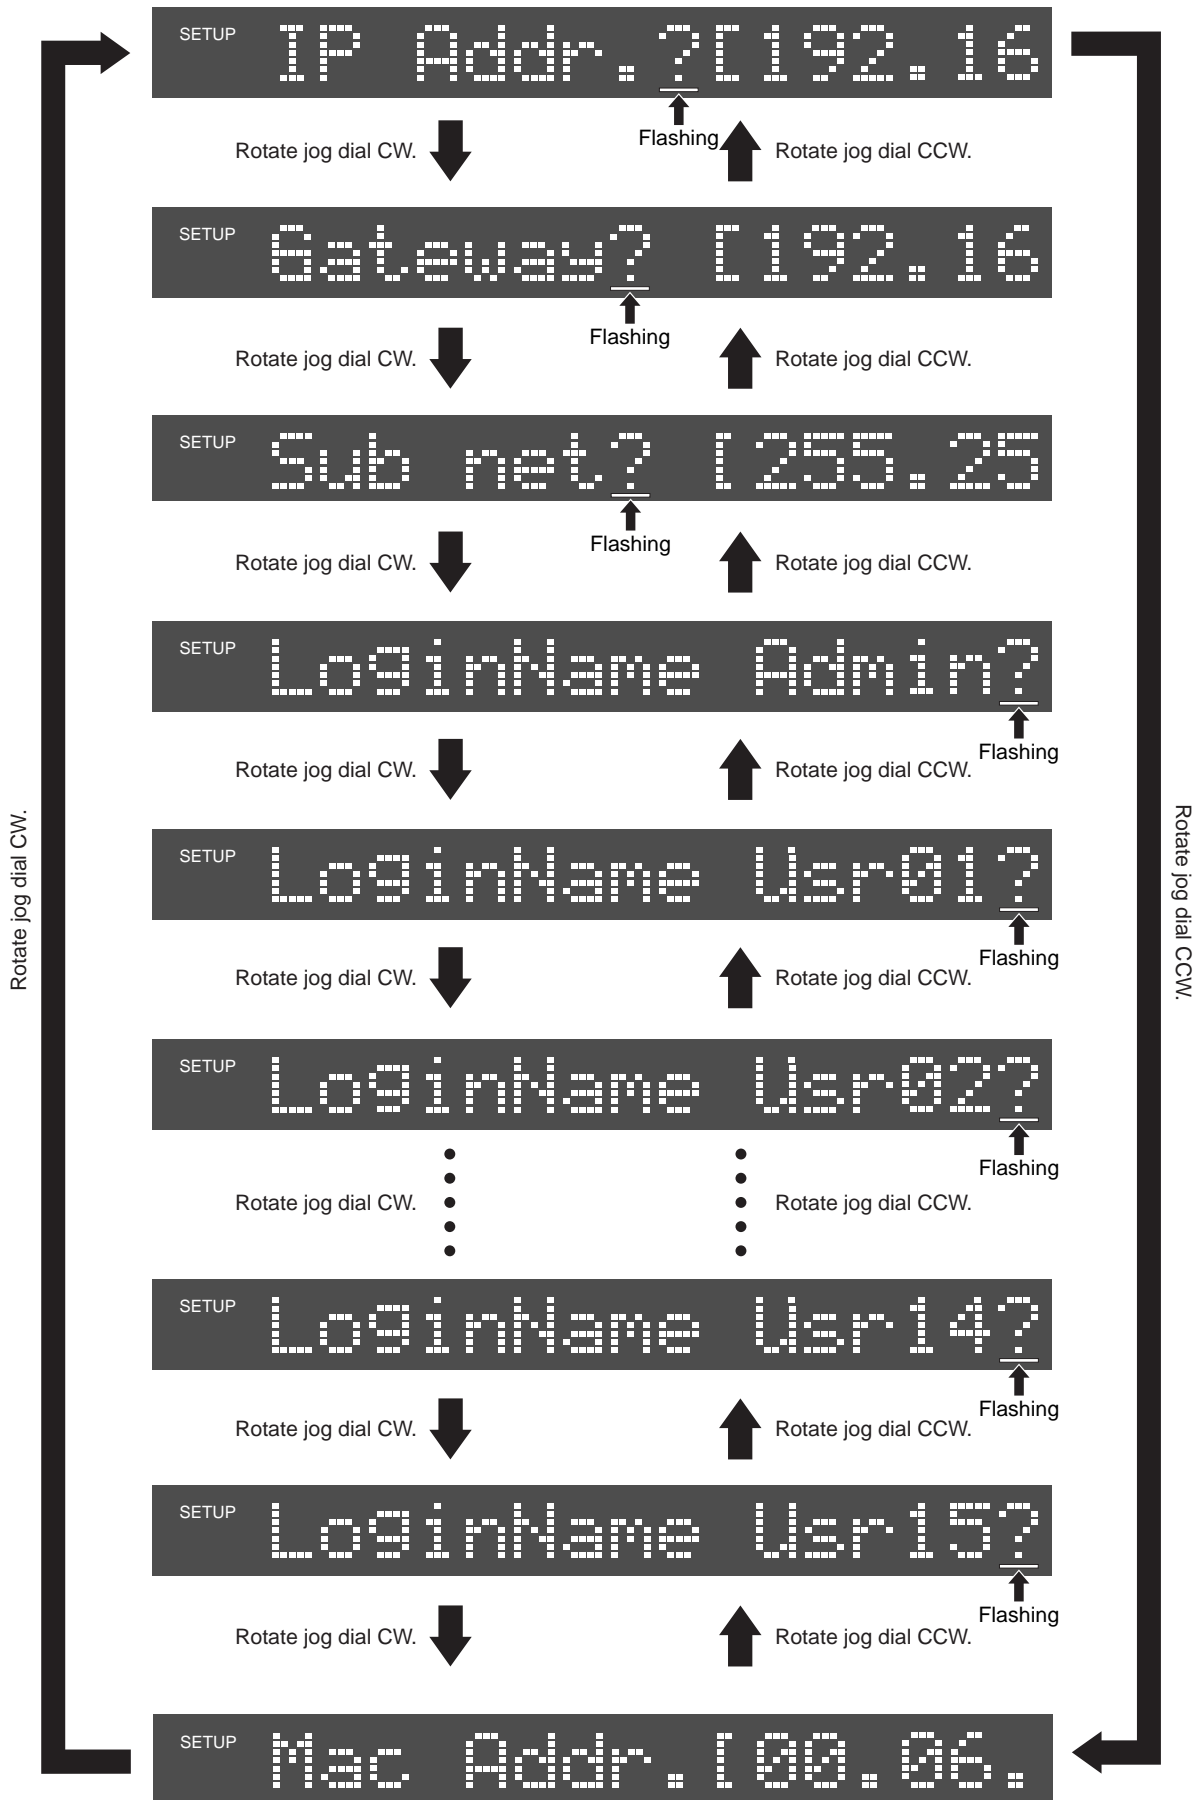 SETUP IP Addr.?[192.16
Flashing
Rotate jog dial CW. Rotate jog dial CCW.
SETUP Gateway? [192.16
Flashing
Rotate jog dial CW. Rotate jog dial CCW.
SETUP Sub net? [255.25
Flashing
Rotate jog dial CW. Rotate jog dial CCW.
SETUP LoginName Admin?
Flashing
Rotate jog dial CW. Rotate jog dial CCW.
Rotate jog dial CW.
Rotate jog dial CCW.
SETUP LoginName Usr01?
Flashing
Rotate jog dial CW. Rotate jog dial CCW.
SETUP LoginName Usr02?
Flashing
Rotate jog dial CW. Rotate jog dial CCW.
SETUP LoginName Usr14?
Flashing
Rotate jog dial CW. Rotate jog dial CCW.
SETUP LoginName Usr15?
Flashing
Rotate jog dial CW. Rotate jog dial CCW.
SETUP Mac Addr.[00.06.